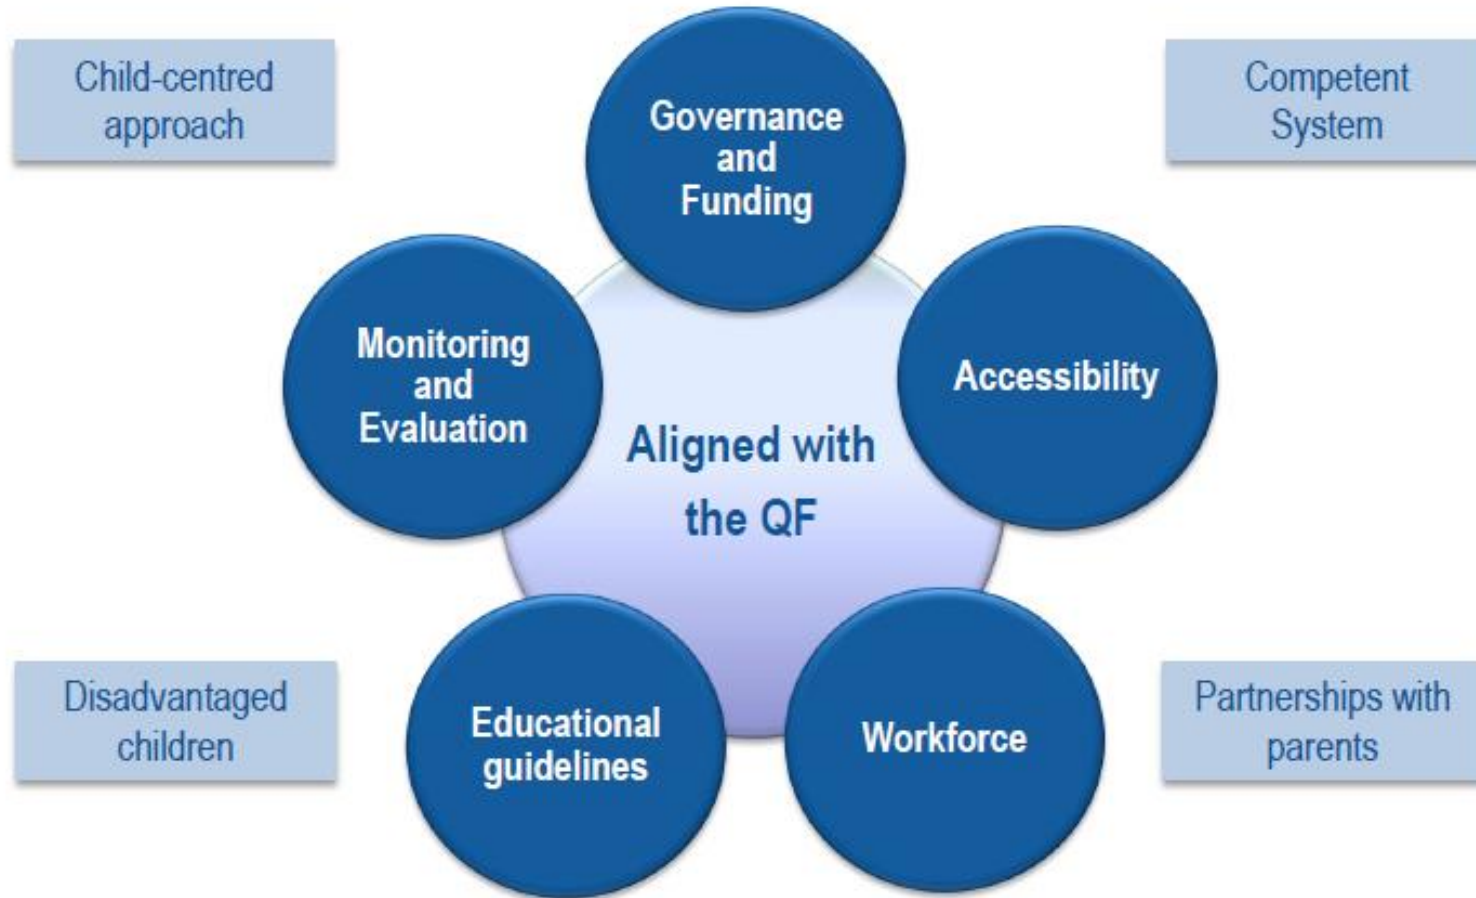 Child-centred
approach
Governance
and
Funding
Competent
System
Monitoring
and
Evaluation
Accessibility
Aligned with
the QF
Disadvantaged
children
Educational
guidelines
Workforce
Partnerships with
parents